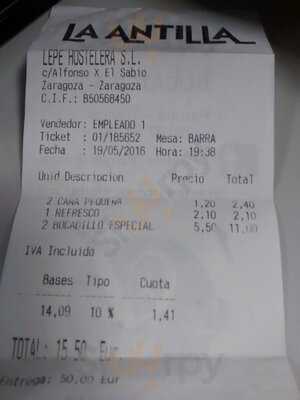 LA ANTILLA
LEPE HOSTELERA S.L.
c/Alfonso X El Sabio
Zaragoza - Zaragoza
C.I.F.: B50568450
Vendedor: EMPLEADO 1
Ticket : 01/185652 Mesa: BARRA
Fecha : 19/05/2016 Hora: 19:38
Unid Descripcion Precio Total
2 CAÑA PEQUEÑA 1,20 2,40
1 REFRESCO 2,10 2,10
2 BOCADILLO ESPECIAL 5,50 11,00
IVA Incluido
Bases Tipo Cuota
14,09 10 % 1,41
TOTAL: 15,50 Eur
Entrega: 50,00 Eur